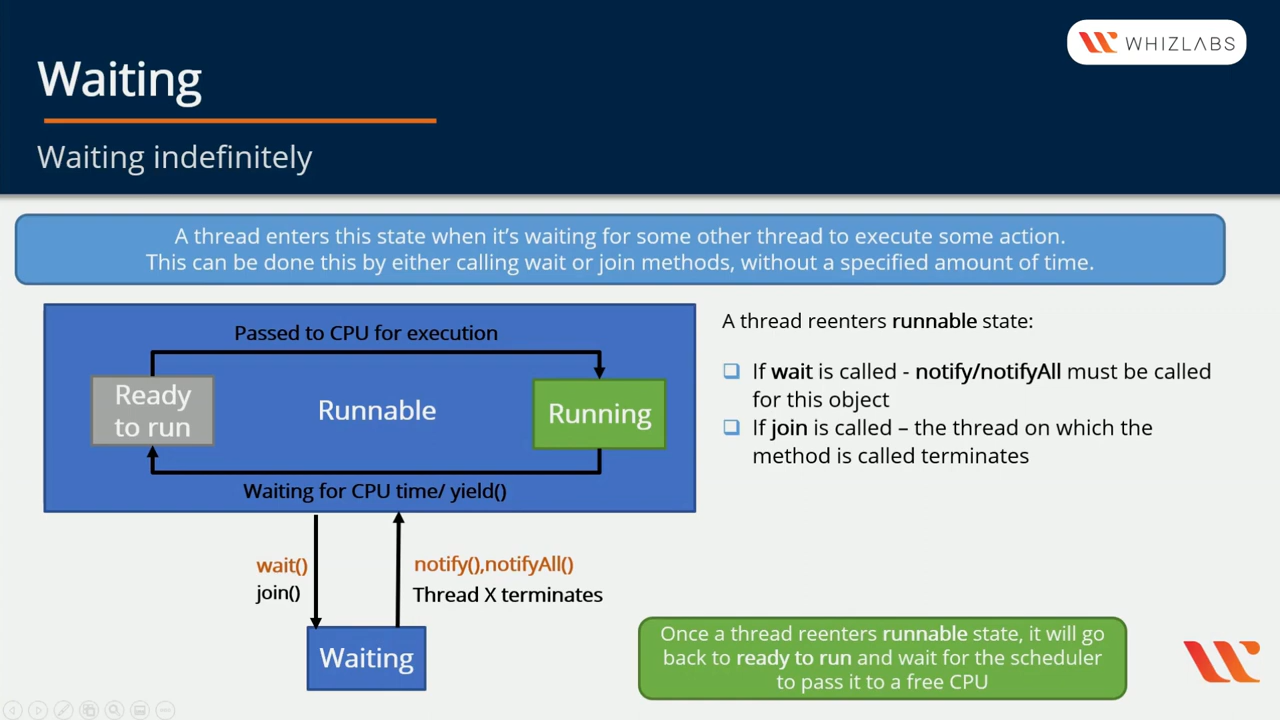 WHIZLABS
Waiting
Waiting indefinitely
A thread enters this state when it's waiting for some other thread to execute some action.
This can be done this by either calling wait or join methods, without a specified amount of time.
Passed to CPU for execution
Ready
to run
Runnable
Running
Waiting for CPU time/ yield()
wait()
join()
notify(),notifyAll()
Thread X terminates
Waiting
A thread reenters runnable state:
If wait is called - notify/notifyAll must be called
for this object
If join is called – the thread on which the
method is called terminates
Once a thread reenters runnable state, it will go
back to ready to run and wait for the scheduler
to pass it to a free CPU